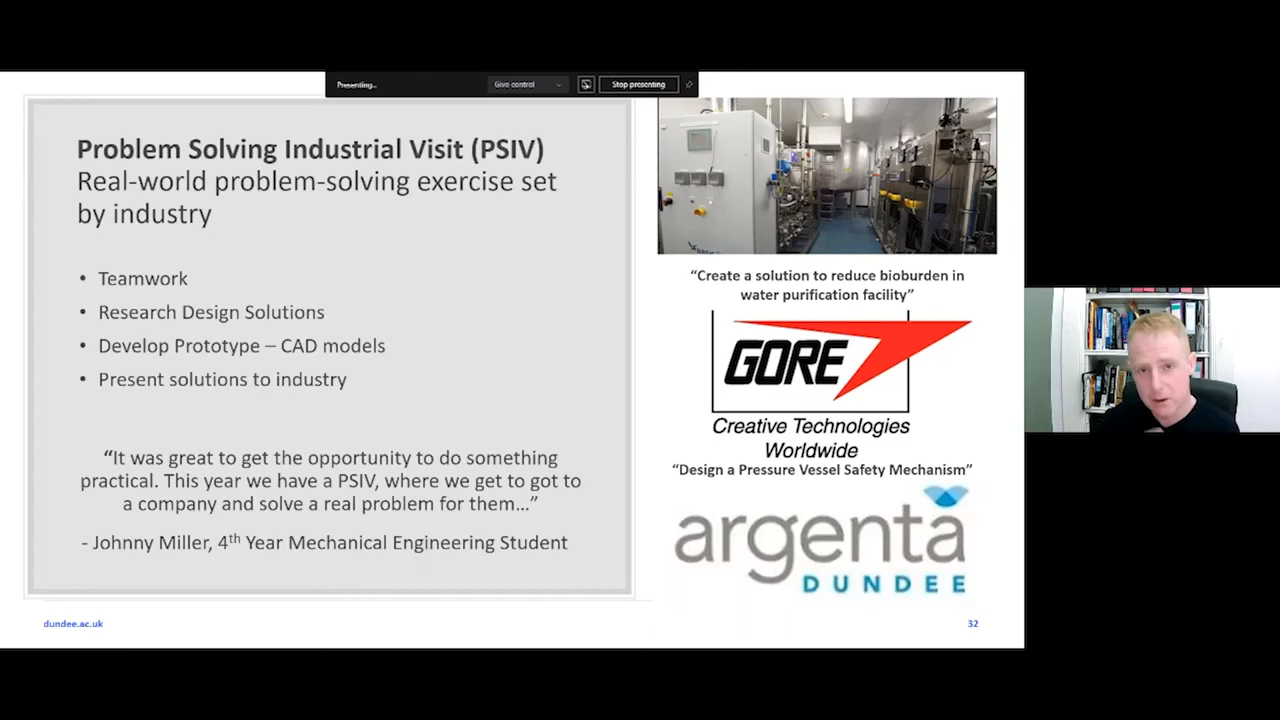 Presenting...
Give control
Stop presenting
Problem Solving Industrial Visit (PSIV)
Real-world problem-solving exercise set
by industry
• Teamwork
• Research Design Solutions
• Develop Prototype – CAD models
• Present solutions to industry
“It was great to get the opportunity to do something
practical. This year we have a PSIV, where we get to got to
a company and solve a real problem for them…”
- Johnny Miller, 4th Year Mechanical Engineering Student
“Create a solution to reduce bioburden in
water purification facility”
GORE
Creative Technologies
Worldwide
“Design a Pressure Vessel Safety Mechanism”
argenta
DUNDEE
dundee.ac.uk
32